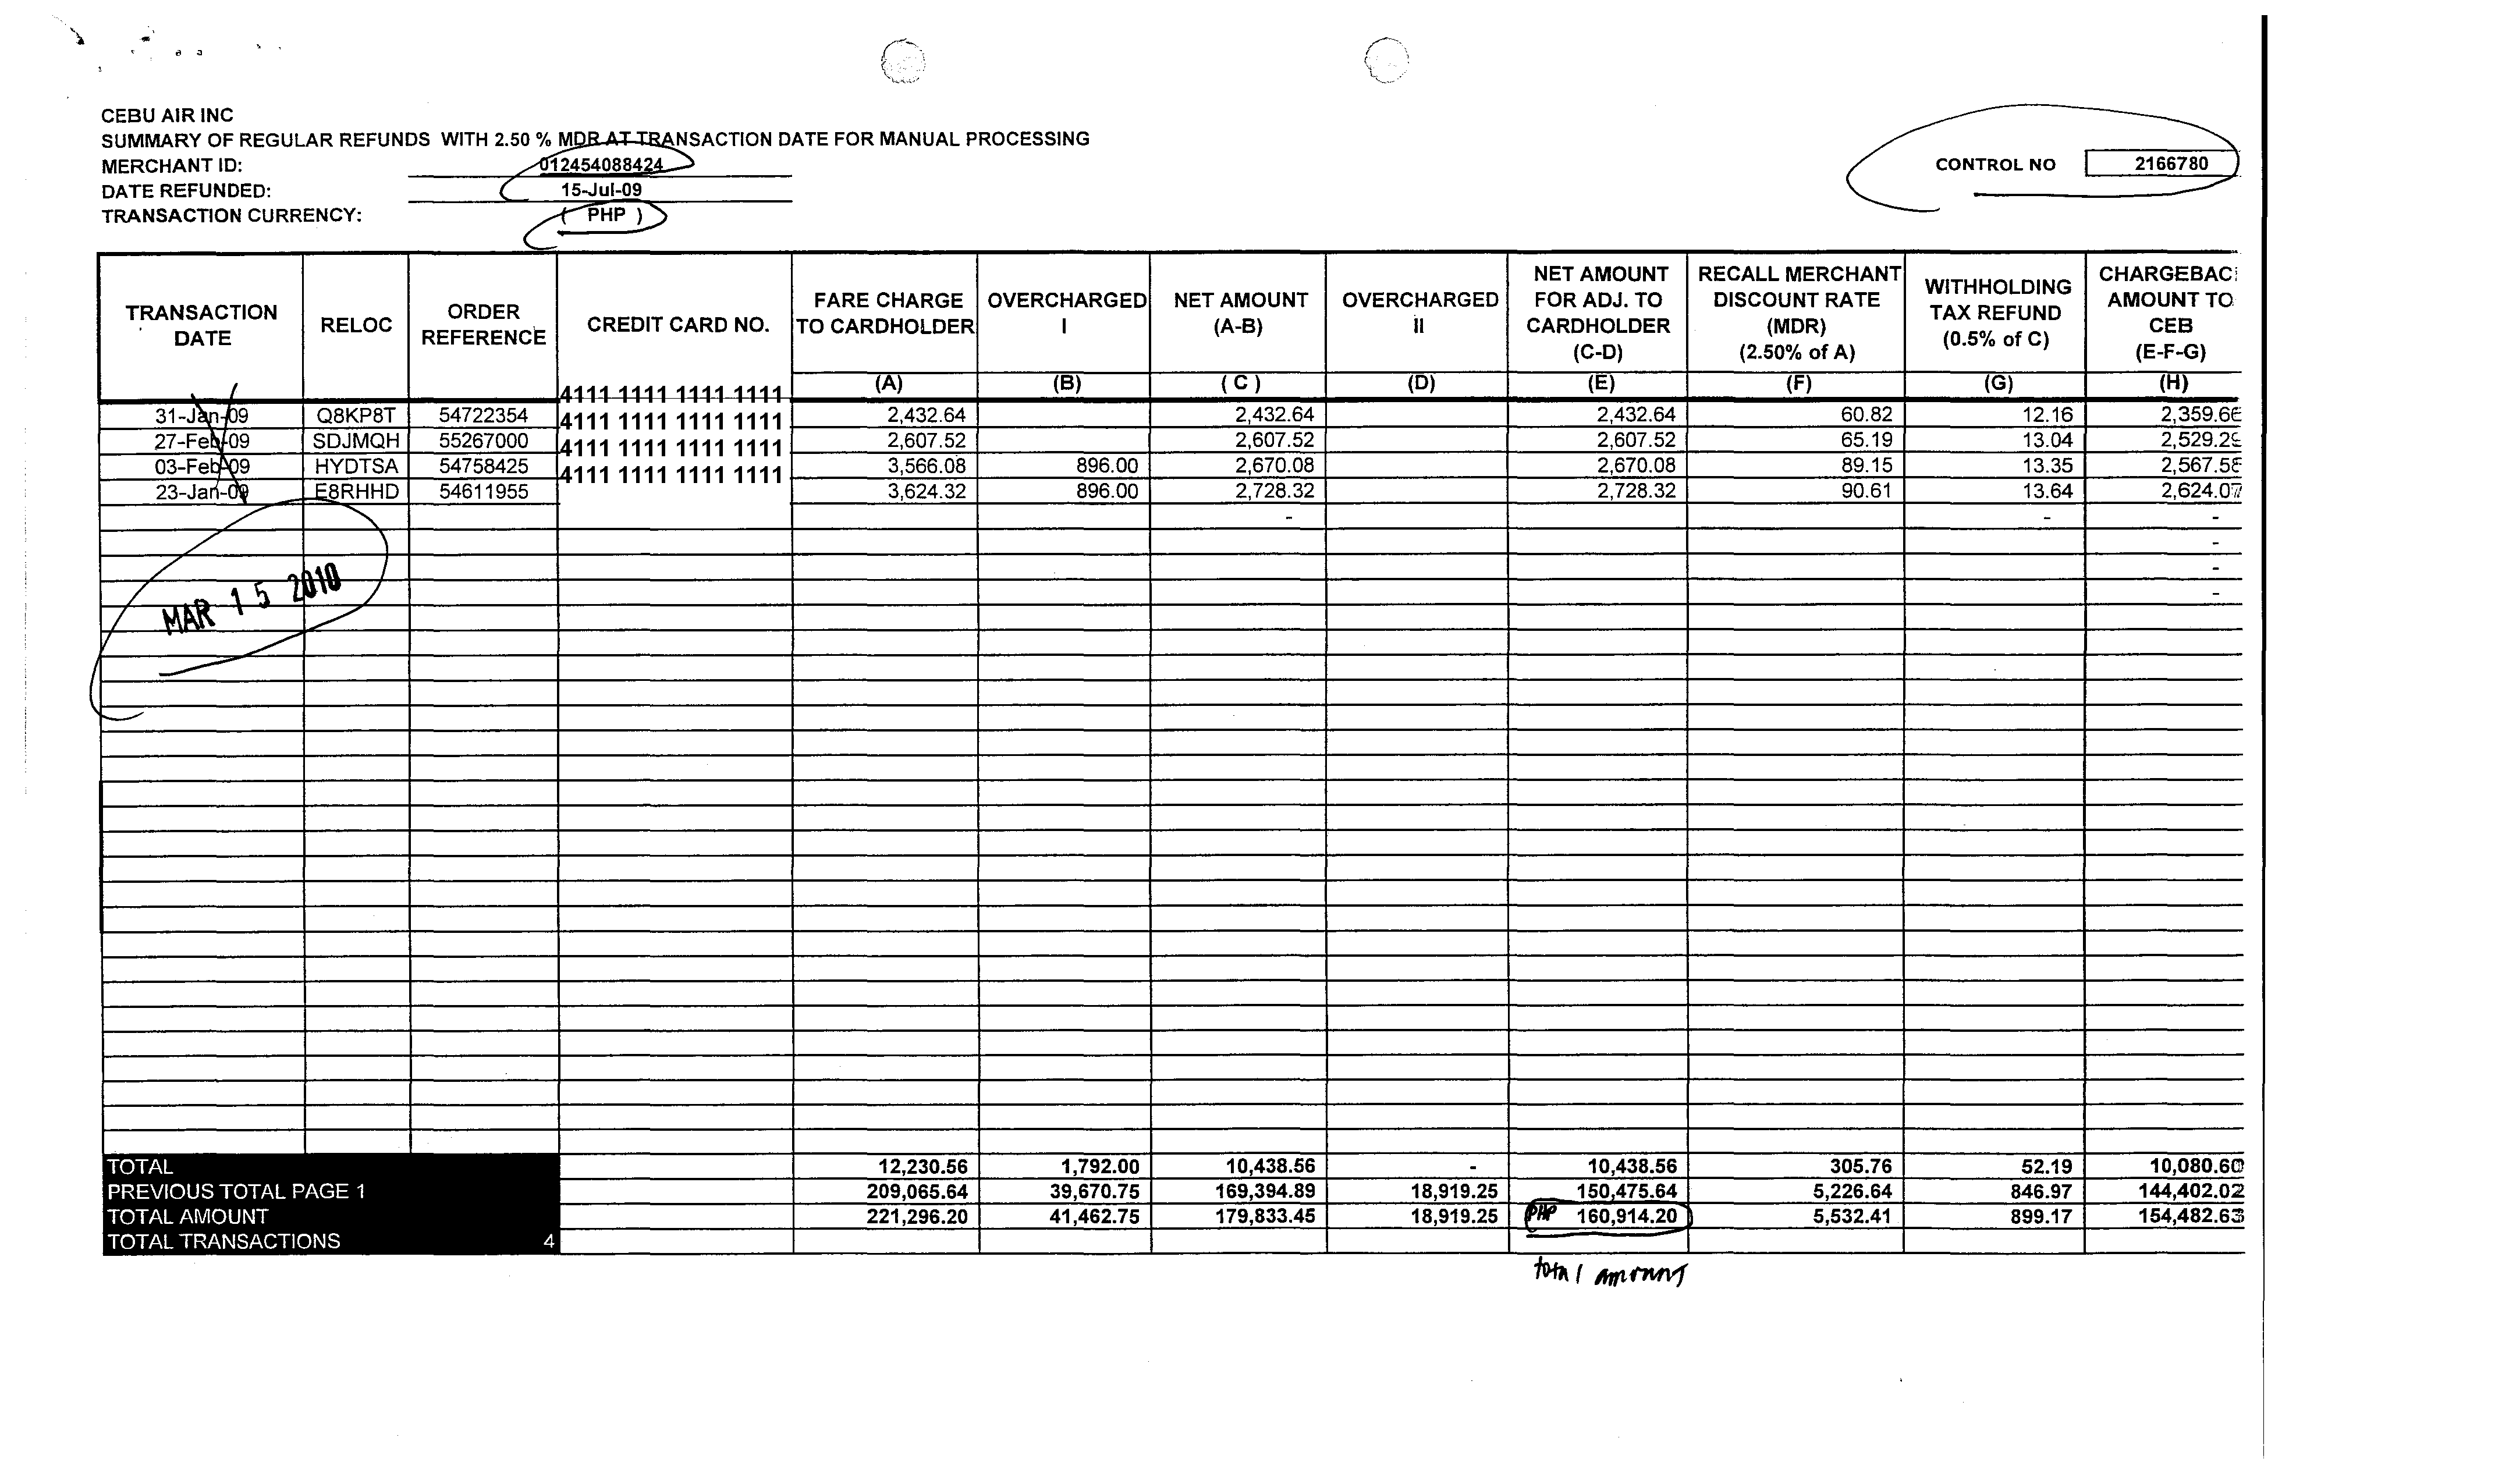 CEBU AIR INC
SUMMARY OF REGULAR REFUNDS WITH 2.50 % MDR AT TRANSACTION DATE FOR MANUAL PROCESSING
MERCHANT ID: 012454088424
CONTROL NO 2166780
DATE REFUNDED: 15-Jul-09
TRANSACTION CURRENCY: ( PHP )
TRANSACTION DATE RELOC ORDER REFERENCE CREDIT CARD NO. FARE CHARGE TO CARDHOLDER OVERCHARGED I NET AMOUNT (A-B) OVERCHARGED II NET AMOUNT FOR ADJ. TO CARDHOLDER (C-D) RECALL MERCHANT DISCOUNT RATE (MDR) (2.50% of A) WITHHOLDING TAX REFUND (0.5% of C) CHARGEBAC AMOUNT TO CEB (E-F-G)
(A) (B) ( C ) (D) (E) (F) (G) (H)
31-Jan-09 Q8KP8T 54722354 4111 1111 1111 1111 2,432.64 2,432.64 2,432.64 60.82 12.16 2,359.66
27-Feb-09 SDJMQH 55267000 4111 1111 1111 1111 2,607.52 2,607.52 2,607.52 65.19 13.04 2,529.29
03-Feb-09 HYDTSA 54758425 4111 1111 1111 1111 3,566.08 896.00 2,670.08 2,670.08 89.15 13.35 2,567.58
23-Jan-09 E8RHHD 54611955 4111 1111 1111 1111 3,624.32 896.00 2,728.32 2,728.32 90.61 13.64 2,624.07
- - -
-
-
-
MAR 15 2010
TOTAL 12,230.56 1,792.00 10,438.56 - 10,438.56 305.76 52.19 10,080.60
PREVIOUS TOTAL PAGE 1 209,065.64 39,670.75 169,394.89 18,919.25 150,475.64 5,226.64 846.97 144,402.02
TOTAL AMOUNT 221,296.20 41,462.75 179,833.45 18,919.25 PHP 160,914.20 5,532.41 899.17 154,482.63
TOTAL TRANSACTIONS 4
total amount